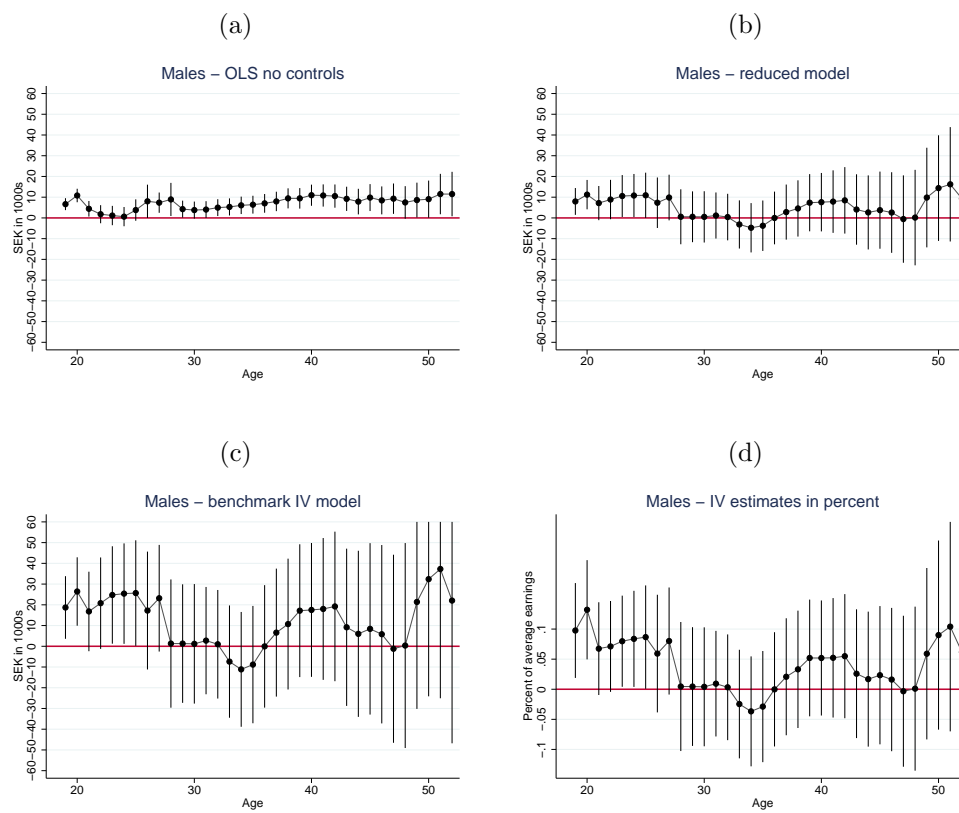 (a)
Males – OLS no controls
SEK in 1000s
−60−50−40−30−20−10 0 10 20 30 40 50 60
20 30 40 50
Age
(b)
Males – reduced model
SEK in 1000s
−60−50−40−30−20−10 0 10 20 30 40 50 60
20 30 40 50
Age
(c)
Males – benchmark IV model
SEK in 1000s
−60−50−40−30−20−10 0 10 20 30 40 50 60
20 30 40 50
Age
(d)
Males – IV estimates in percent
Percent of average earnings
−.1 −.05 0 .05 .1
20 30 40 50
Age